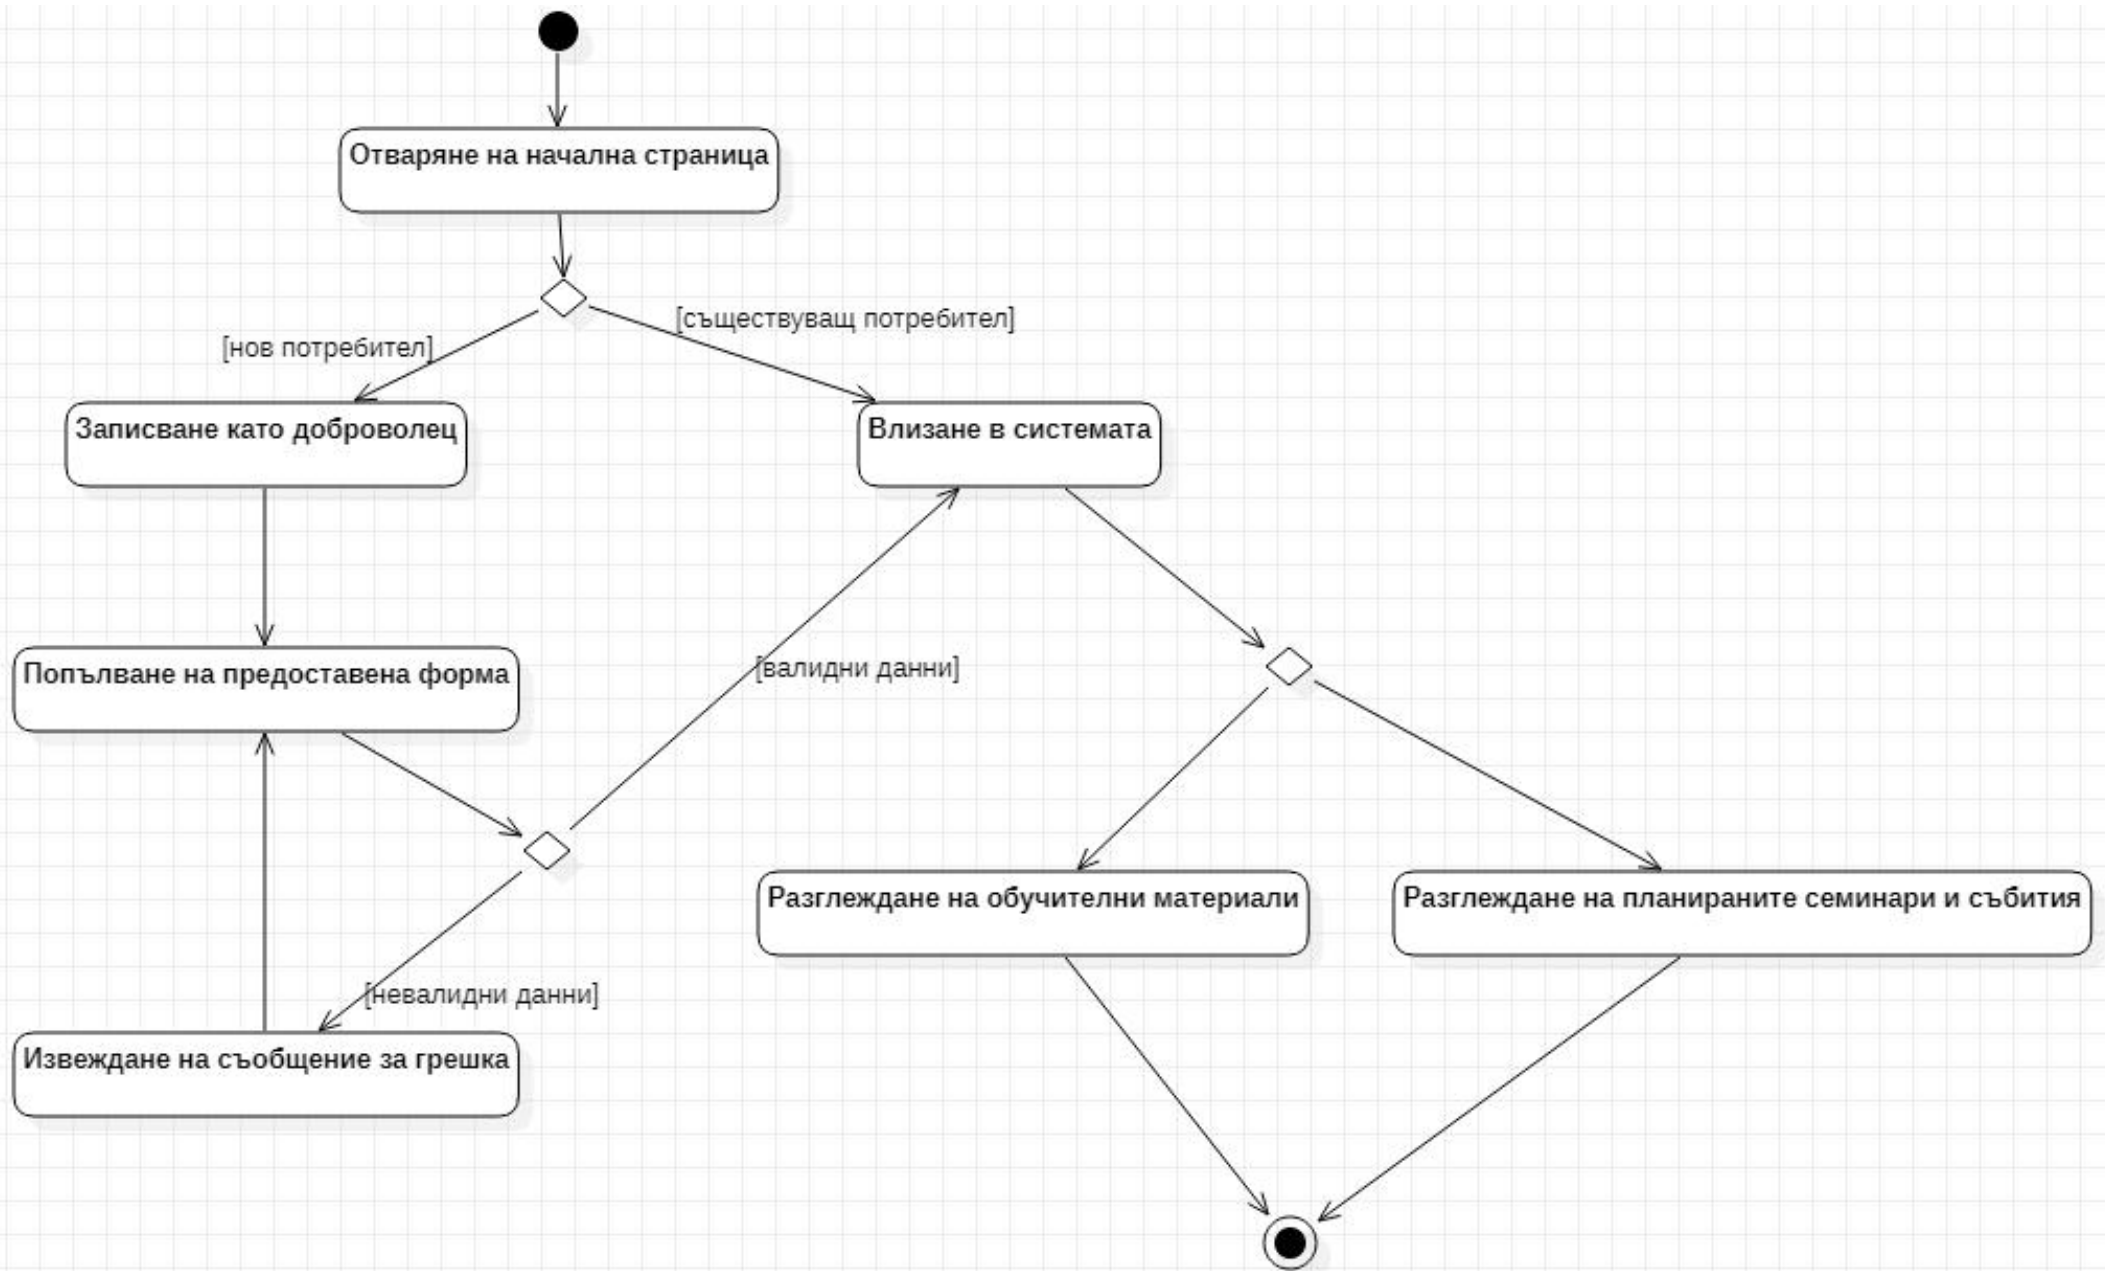 Отваряне на начална страница
[съществуващ потребител]
[нов потребител]
Записване като доброволец
Влизане в системата
Попълване на предоставена форма
[валидни данни]
Разглеждане на обучителни материали
Разглеждане на планираните семинари и събития
[невалидни данни]
Извеждане на съобщение за грешка